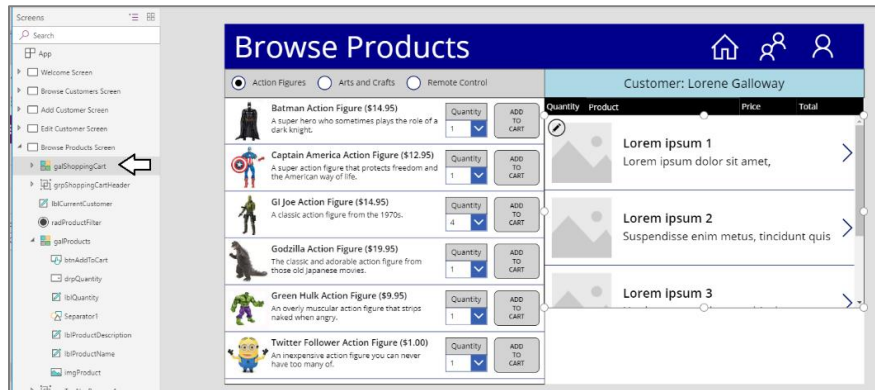 Screens
Search
App
Welcome Screen
Browse Customers Screen
Add Customer Screen
Edit Customer Screen
Browse Products Screen
galShoppingCart
grpShoppingCartHeader
lblCurrentCustomer
radProductFilter
galProducts
btnAddToCart
drpQuantity
lblQuantity
Separator1
lblProductDescription
lblProductName
imgProduct
Browse Products
Action Figures Arts and Crafts Remote Control
Customer: Lorene Galloway
Quantity Product Price Total
Batman Action Figure ($14.95)
A super hero who sometimes plays the role of a
dark knight.
Quantity
1
ADD
TO
CART
Captain America Action Figure ($12.95)
A super action figure that protects freedom and
the American way of life.
Quantity
1
ADD
TO
CART
GI Joe Action Figure ($14.95)
A classic action figure from the 1970s.
Quantity
4
ADD
TO
CART
Godzilla Action Figure ($19.95)
The classic and adorable action figure from
those old Japanese movies.
Quantity
1
ADD
TO
CART
Green Hulk Action Figure ($9.95)
An overly muscular action figure that strips
naked when angry.
Quantity
1
ADD
TO
CART
Twitter Follower Action Figure ($1.00)
An inexpensive action figure you can never
have too many of.
Quantity
1
ADD
TO
CART
Lorem ipsum 1
Lorem ipsum dolor sit amet,
Lorem ipsum 2
Suspendisse enim metus, tincidunt quis
Lorem ipsum 3